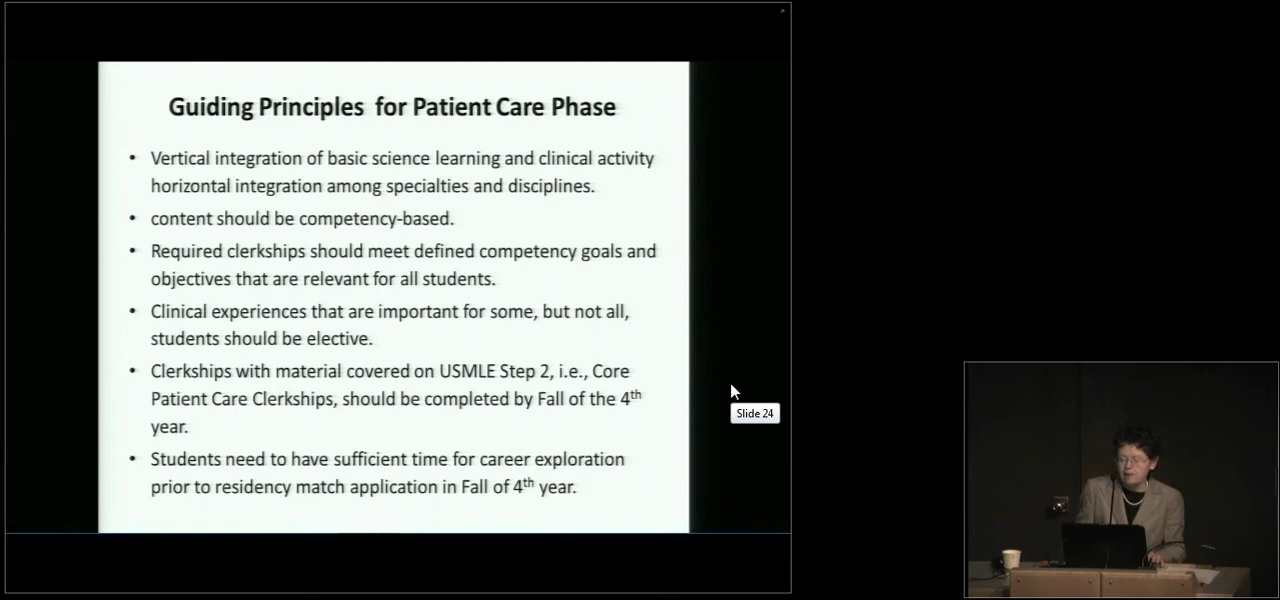 Guiding Principles for Patient Care Phase
• Vertical integration of basic science learning and clinical activity
horizontal integration among specialties and disciplines.
• content should be competency-based.
• Required clerkships should meet defined competency goals and
objectives that are relevant for all students.
• Clinical experiences that are important for some, but not all,
students should be elective.
• Clerkships with material covered on USMLE Step 2, i.e., Core
Patient Care Clerkships, should be completed by Fall of the 4th
year.
• Students need to have sufficient time for career exploration
prior to residency match application in Fall of 4th year.
Slide 24